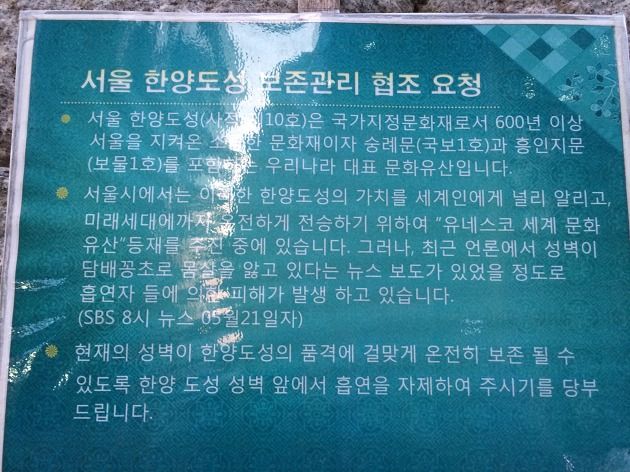 서울 한양도성 보존관리 협조 요청
서울 한양도성(사적 제10호)은 국가지정문화재로서 600년 이상
서울을 지켜온 문화재이자 숭례문(국보1호)과 흥인지문
(보물1호)를 포함하는 우리나라 대표 문화유산입니다.
서울시에서는 이러한 한양도성의 가치를 세계인에게 널리 알리고,
미래세대에까지 온전하게 전승하기 위하여 "유네스코 세계 문화
유산"등재를 추진 중에 있습니다. 그러나, 최근 언론에서 성벽이
담배꽁초로 몸살을 앓고 있다는 뉴스 보도가 있었을 정도로
흡연자 들에 의한 피해가 발생 하고 있습니다.
(SBS 8시 뉴스 05월21일자)
현재의 성벽이 한양도성의 품격에 걸맞게 온전히 보존 될 수
있도록 한양 도성 성벽 앞에서 흡연을 자제하여 주시기를 당부
드립니다.